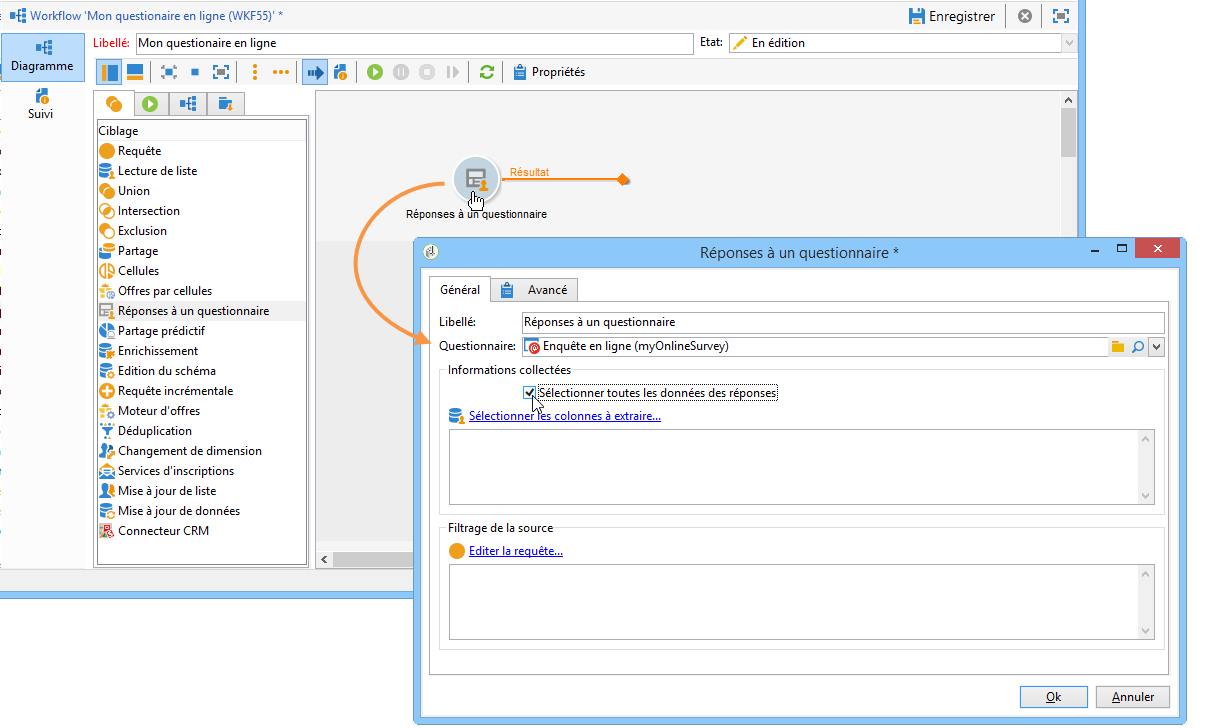 Workflow 'Mon questionaire en ligne (WKF55)' *
Enregistrer
Diagramme
Suivi
Libellé: Mon questionaire en ligne
Etat: En édition
Propriétés
Ciblage
Requête
Lecture de liste
Union
Intersection
Exclusion
Partage
Cellules
Offres par cellules
Réponses à un questionnaire
Partage prédictif
Enrichissement
Edition du schéma
Requête incrémentale
Moteur d'offres
Déduplication
Changement de dimension
Services d'inscriptions
Mise à jour de liste
Mise à jour de données
Connecteur CRM
Résultat
Réponses à un questionnaire
Réponses à un questionnaire *
Général
Avancé
Libellé: Réponses à un questionnaire
Questionnaire: Enquête en ligne (myOnlineSurvey)
Informations collectées
Sélectionner toutes les données des réponses
Sélectionner les colonnes à extraire...
Filtrage de la source
Editer la requête...
Ok
Annuler